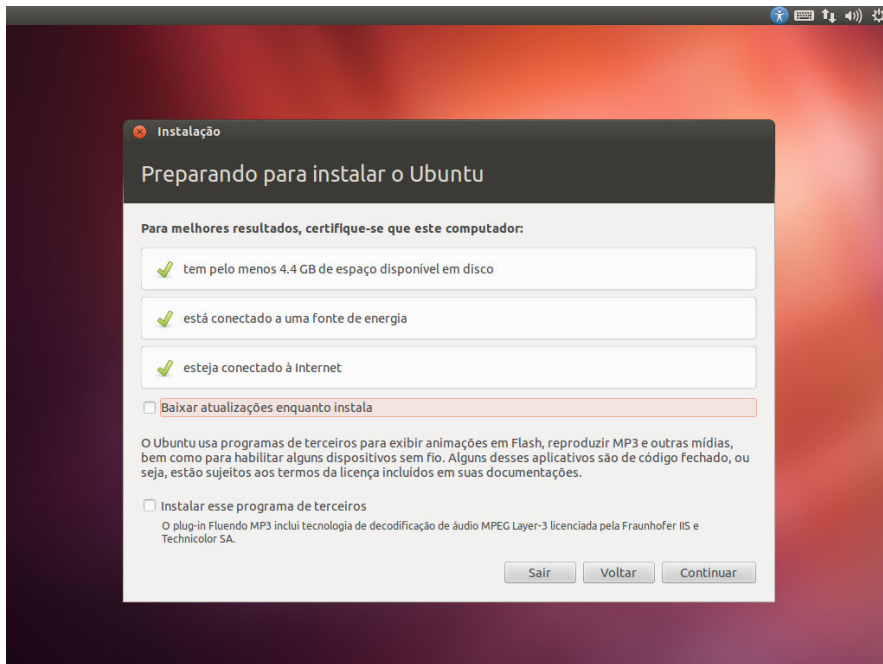 Instalação
Preparando para instalar o Ubuntu
Para melhores resultados, certifique-se que este computador:
tem pelo menos 4.4 GB de espaço disponível em disco
está conectado a uma fonte de energia
esteja conectado à Internet
Baixar atualizações enquanto instala
O Ubuntu usa programas de terceiros para exibir animações em Flash, reproduzir MP3 e outras mídias,
bem como para habilitar alguns dispositivos sem fio. Alguns desses aplicativos são de código fechado, ou
seja, estão sujeitos aos termos da licença incluídos em suas documentações.
Instalar esse programa de terceiros
O plug-in Fluendo MP3 inclui tecnologia de decodificação de áudio MPEG Layer-3 licenciada pela Fraunhofer IIS e
Technicolor SA.
Sair Voltar Continuar